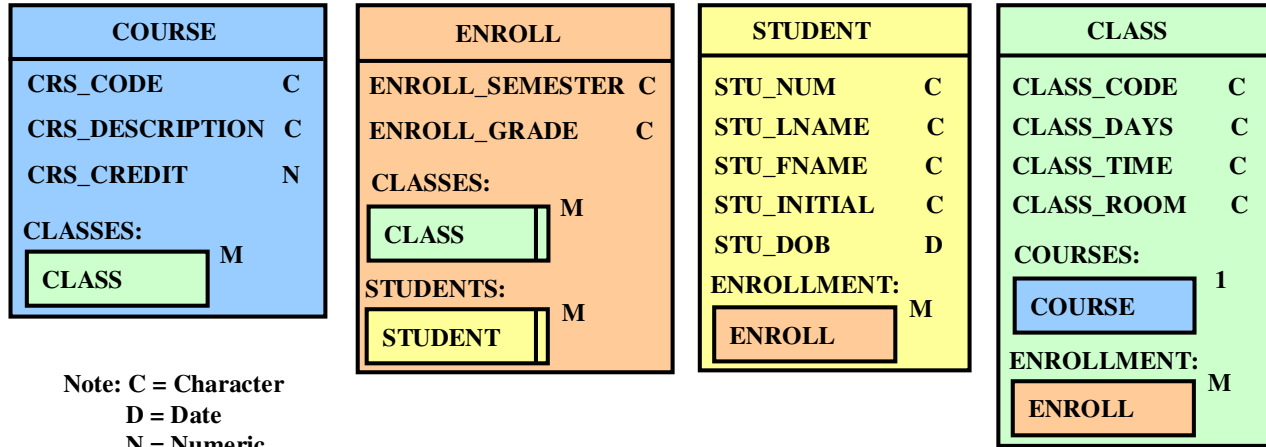 COURSE
CRS_CODE C
CRS_DESCRIPTION C
CRS_CREDIT N
CLASSES:
M
CLASS
ENROLL
ENROLL_SEMESTER C
ENROLL_GRADE C
CLASSES:
M
CLASS
STUDENTS:
M
STUDENT
STUDENT
STU_NUM C
STU_LNAME C
STU_FNAME C
STU_INITIAL C
STU_DOB D
ENROLLMENT:
M
ENROLL
CLASS
CLASS_CODE C
CLASS_DAYS C
CLASS_TIME C
CLASS_ROOM C
COURSES:
1
COURSE
ENROLLMENT:
M
ENROLL
Note: C = Character
D = Date
N = Numeric